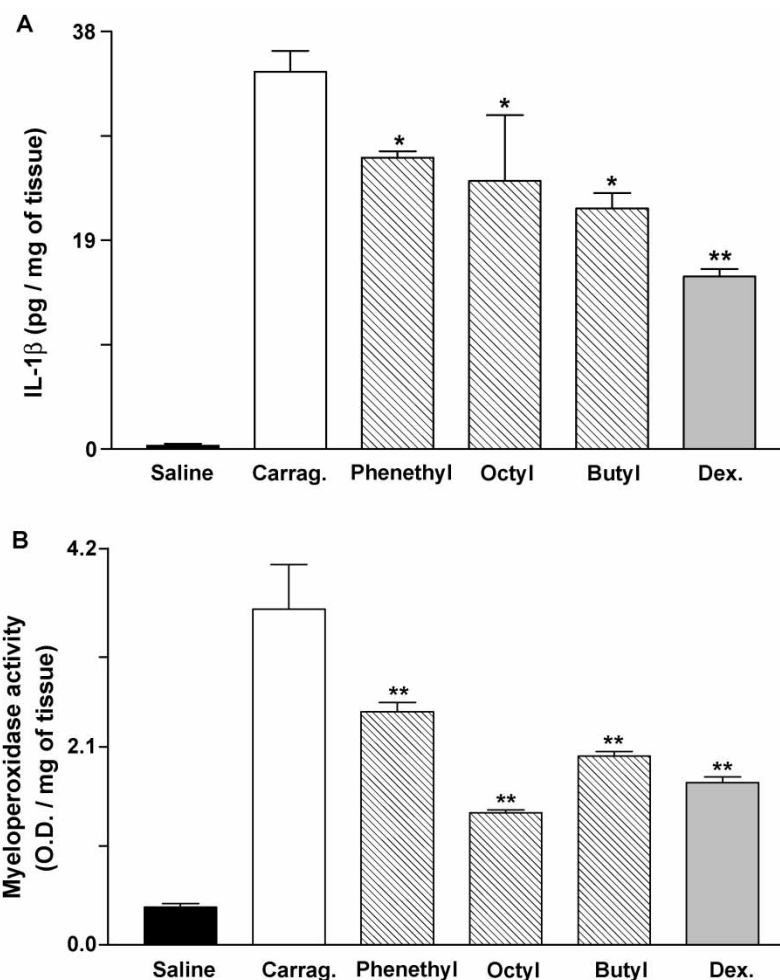 A
38
19
0
IL-1β (pg / mg of tissue)
*
*
*
**
Saline Carrag. Phenethyl Octyl Butyl Dex.
B
4.2
2.1
0.0
Myeloperoxidase activity
(O.D. / mg of tissue)
**
**
**
**
Saline Carrag. Phenethyl Octyl Butyl Dex.